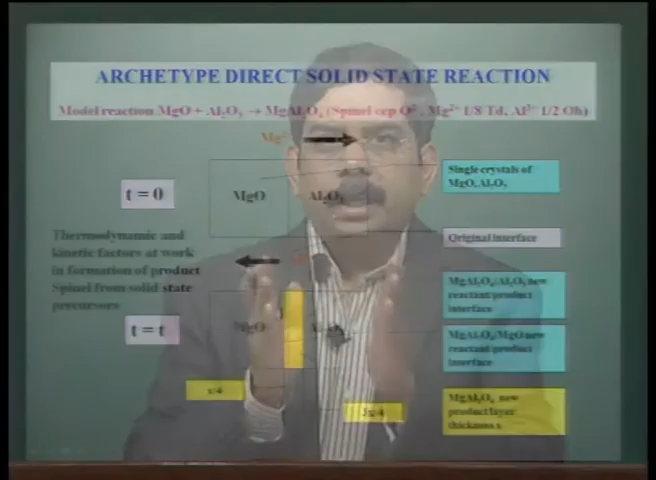 ARCHETYPE DIRECT SOLID STATE REACTION
Model reaction MgO + Al₂O₃ → MgAl₂O₄ (Spinel ccp O²⁻, Mg²⁺ 1/8 Td, Al³⁺ 1/2 Oh)
Single crystals of
MgO, Al₂O₃
t = 0
MgO
Al₂O₃
Original interface
Thermodynamic and
kinetic factors at work
in formation of product
Spinel from solid state
precursors
MgAl₂O₄/Al₂O₃ new
reactant/product
interface
t = t
MgO
MgAl₂O₄/MgO new
reactant/product
interface
x/4
3x/4
MgAl₂O₄ new
product layer
thickness x